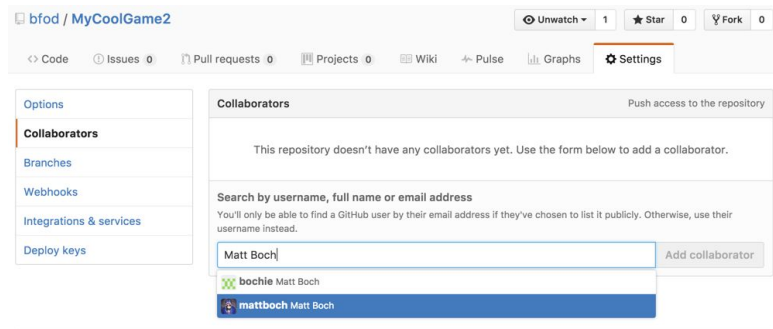 bfod / MyCoolGame2
Unwatch 1 Star 0 Fork 0
Code Issues 0 Pull requests 0 Projects 0 Wiki Pulse Graphs Settings
Options
Collaborators
Branches
Webhooks
Integrations & services
Deploy keys
Collaborators Push access to the repository
This repository doesn't have any collaborators yet. Use the form below to add a collaborator.
Search by username, full name or email address
You'll only be able to find a GitHub user by their email address if they've chosen to list it publicly. Otherwise, use their
username instead.
Matt Boch Add collaborator
bochie Matt Boch
mattboch Matt Boch